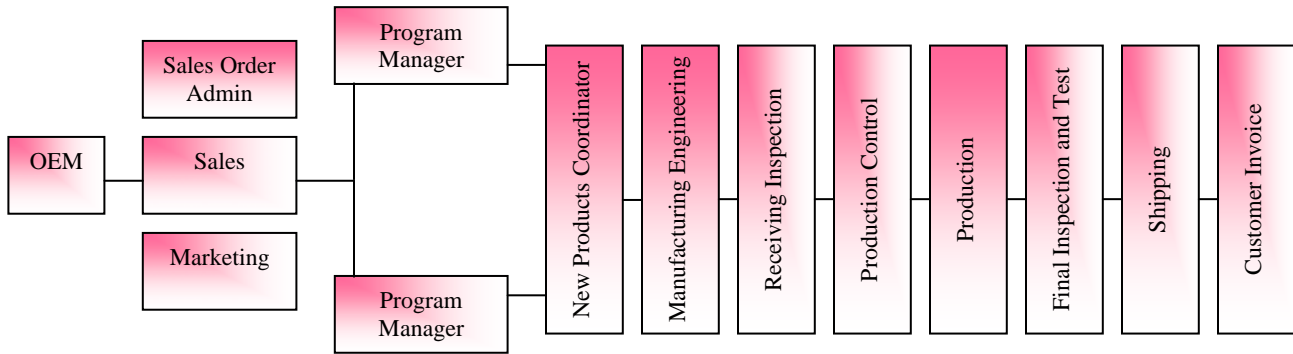 OEM
Sales Order
Admin
Sales
Marketing
Program
Manager
Program
Manager
New Products Coordinator
Manufacturing Engineering
Receiving Inspection
Production Control
Production
Final Inspection and Test
Shipping
Customer Invoice